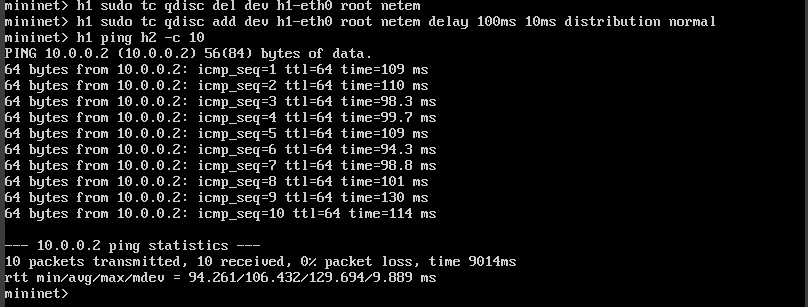 mininet> h1 sudo tc qdisc del dev h1-eth0 root netem
mininet> h1 sudo tc qdisc add dev h1-eth0 root netem delay 100ms 10ms distribution normal
mininet> h1 ping h2 -c 10
PING 10.0.0.2 (10.0.0.2) 56(84) bytes of data.
64 bytes from 10.0.0.2: icmp_seq=1 ttl=64 time=109 ms
64 bytes from 10.0.0.2: icmp_seq=2 ttl=64 time=110 ms
64 bytes from 10.0.0.2: icmp_seq=3 ttl=64 time=98.3 ms
64 bytes from 10.0.0.2: icmp_seq=4 ttl=64 time=99.7 ms
64 bytes from 10.0.0.2: icmp_seq=5 ttl=64 time=109 ms
64 bytes from 10.0.0.2: icmp_seq=6 ttl=64 time=94.3 ms
64 bytes from 10.0.0.2: icmp_seq=7 ttl=64 time=98.8 ms
64 bytes from 10.0.0.2: icmp_seq=8 ttl=64 time=101 ms
64 bytes from 10.0.0.2: icmp_seq=9 ttl=64 time=130 ms
64 bytes from 10.0.0.2: icmp_seq=10 ttl=64 time=114 ms
--- 10.0.0.2 ping statistics ---
10 packets transmitted, 10 received, 0% packet loss, time 9014ms
rtt min/avg/max/mdev = 94.261/106.432/129.694/9.889 ms
mininet>